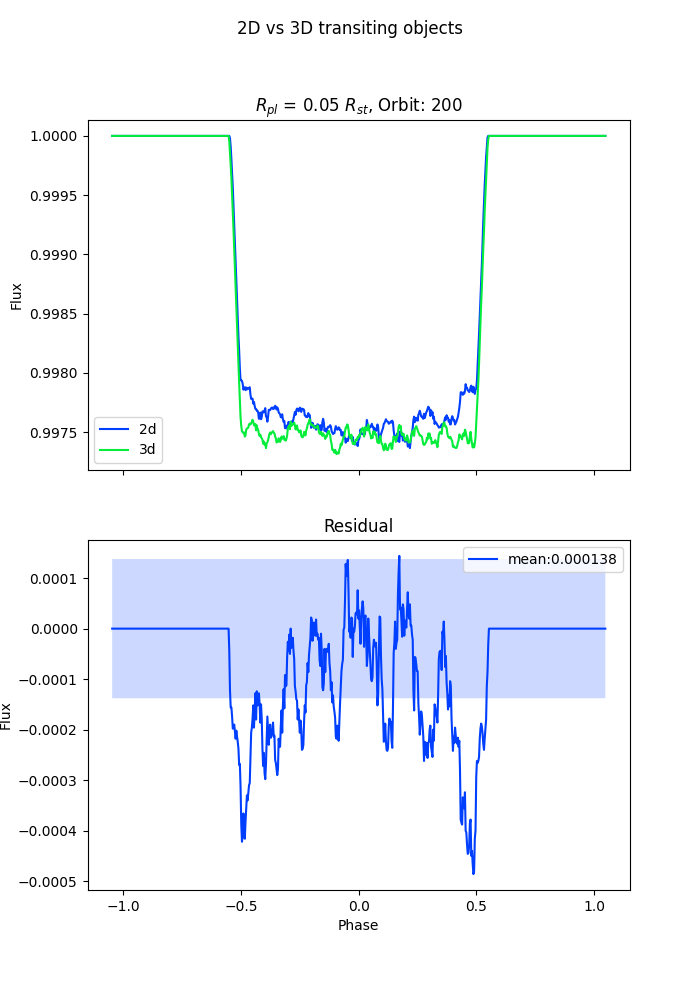 2D vs 3D transiting objects
R_pl = 0.05 R_st, Orbit: 200
1.0000
0.9995
0.9990
0.9985
0.9980
0.9975
Flux
2d
3d
Residual
mean:0.000138
0.0001
0.0000
−0.0001
−0.0002
−0.0003
−0.0004
−0.0005
Flux
−1.0 −0.5 0.0 0.5 1.0
Phase